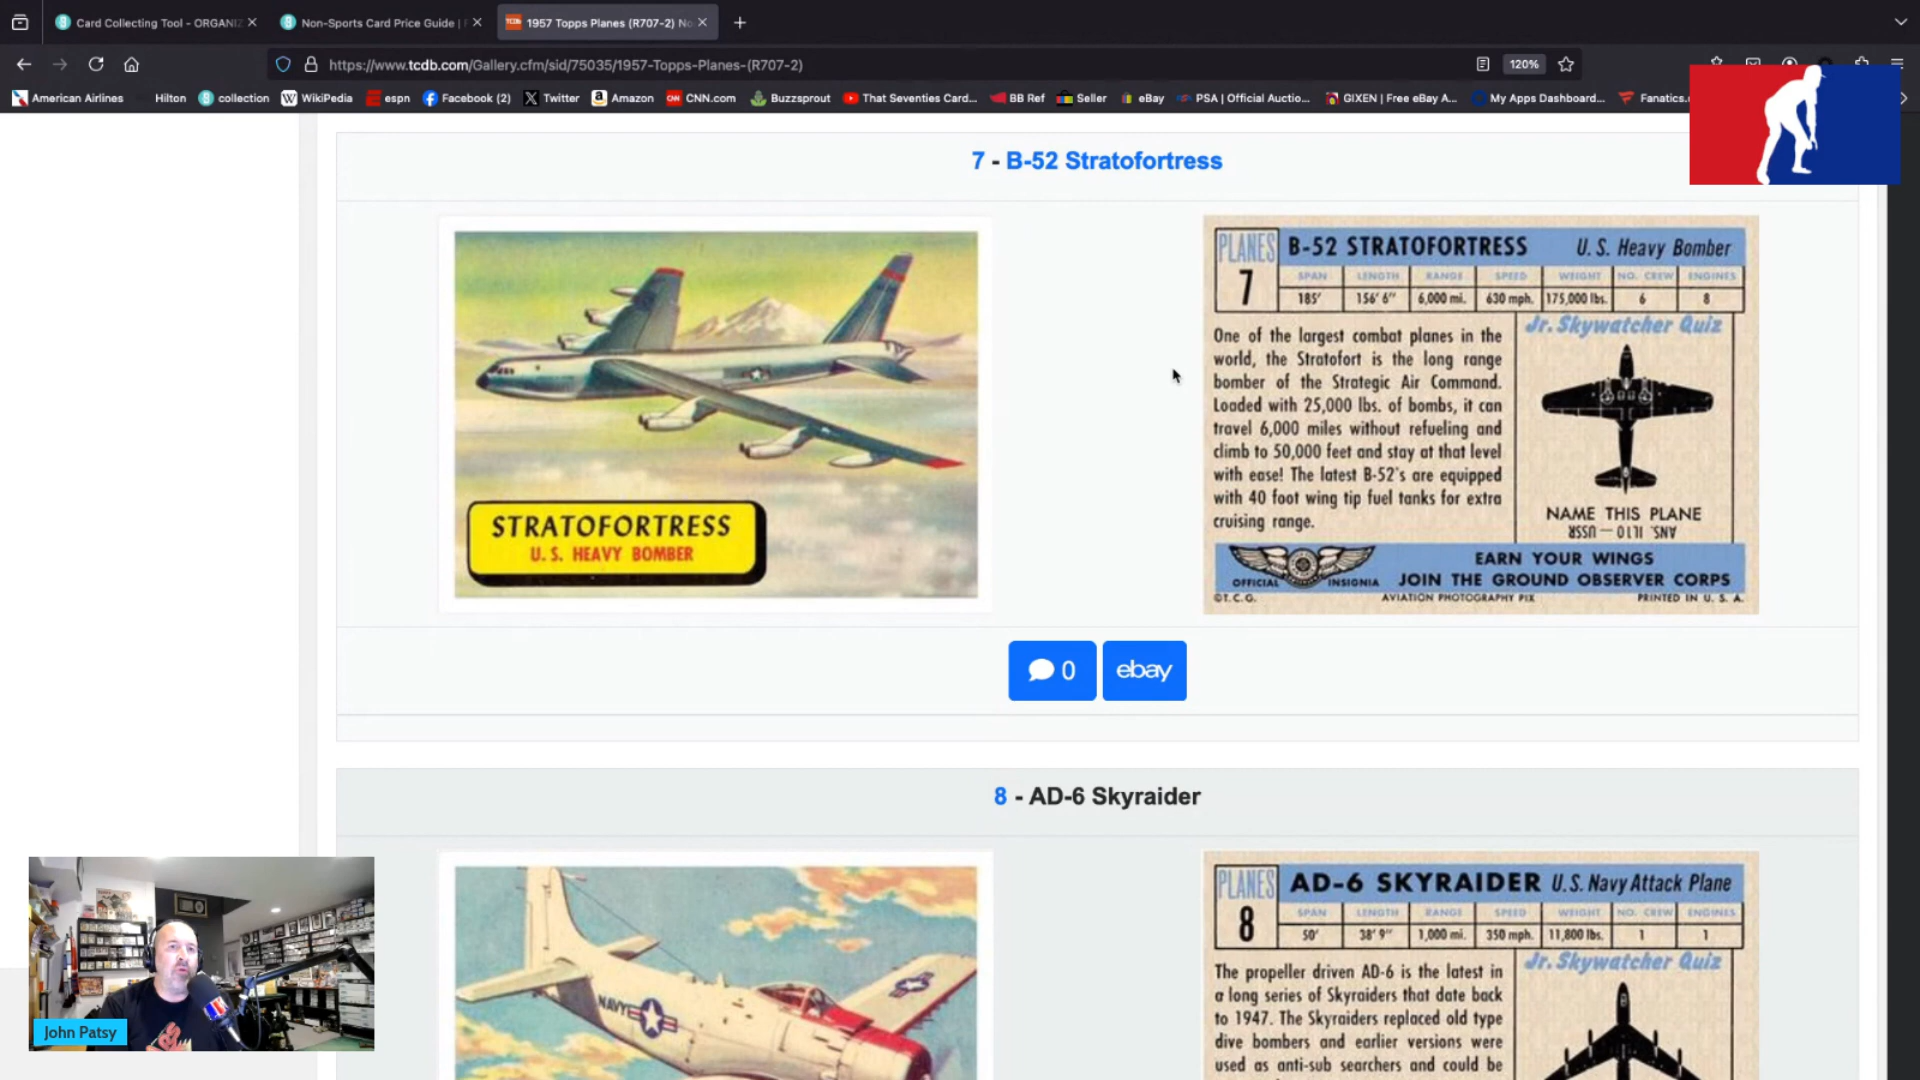 Card Collecting Tool - ORGANIZ
Non-Sports Card Price Guide |
TCDb 1957 Topps Planes (R707-2) No
https://www.tcdb.com/Gallery.cfm/sid/75035/1957-Topps-Planes-(R707-2)
120%
American Airlines Hilton collection WikiPedia espn Facebook (2) Twitter Amazon CNN.com Buzzsprout That Seventies Card... BB Ref Seller eBay PSA | Official Auctio... GIXEN | Free eBay A... My Apps Dashboard... Fanatics.
7 - B-52 Stratofortress
STRATOFORTRESS
U. S. HEAVY BOMBER
PLANES
7
B-52 STRATOFORTRESS U. S. Heavy Bomber
SPAN LENGTH RANGE SPEED WEIGHT NO. CREW ENGINES
185' 156' 6" 6,000 mi. 630 mph. 175,000 lbs. 6 8
One of the largest combat planes in the
world, the Stratofort is the long range
bomber of the Strategic Air Command.
Loaded with 25,000 lbs. of bombs, it can
travel 6,000 miles without refueling and
climb to 50,000 feet and stay at that level
with ease! The latest B-52's are equipped
with 40 foot wing tip fuel tanks for extra
cruising range.
Jr. Skywatcher Quiz
NAME THIS PLANE
ANS. IL10 — USSR
OFFICIAL INSIGNIA
EARN YOUR WINGS
JOIN THE GROUND OBSERVER CORPS
©T.C.G. AVIATION PHOTOGRAPHY PIX PRINTED IN U. S. A.
0
ebay
8 - AD-6 Skyraider
NAVY
PLANES
8
AD-6 SKYRAIDER U.S. Navy Attack Plane
SPAN LENGTH RANGE SPEED WEIGHT NO. CREW ENGINES
50' 38' 9" 1,000 mi. 350 mph. 11,800 lbs. 1 1
The propeller driven AD-6 is the latest in
a long series of Skyraiders that date back
to 1947. The Skyraiders replaced old type
dive bombers and earlier versions were
used as anti-sub searchers and could be
Jr. Skywatcher Quiz
John Patsy